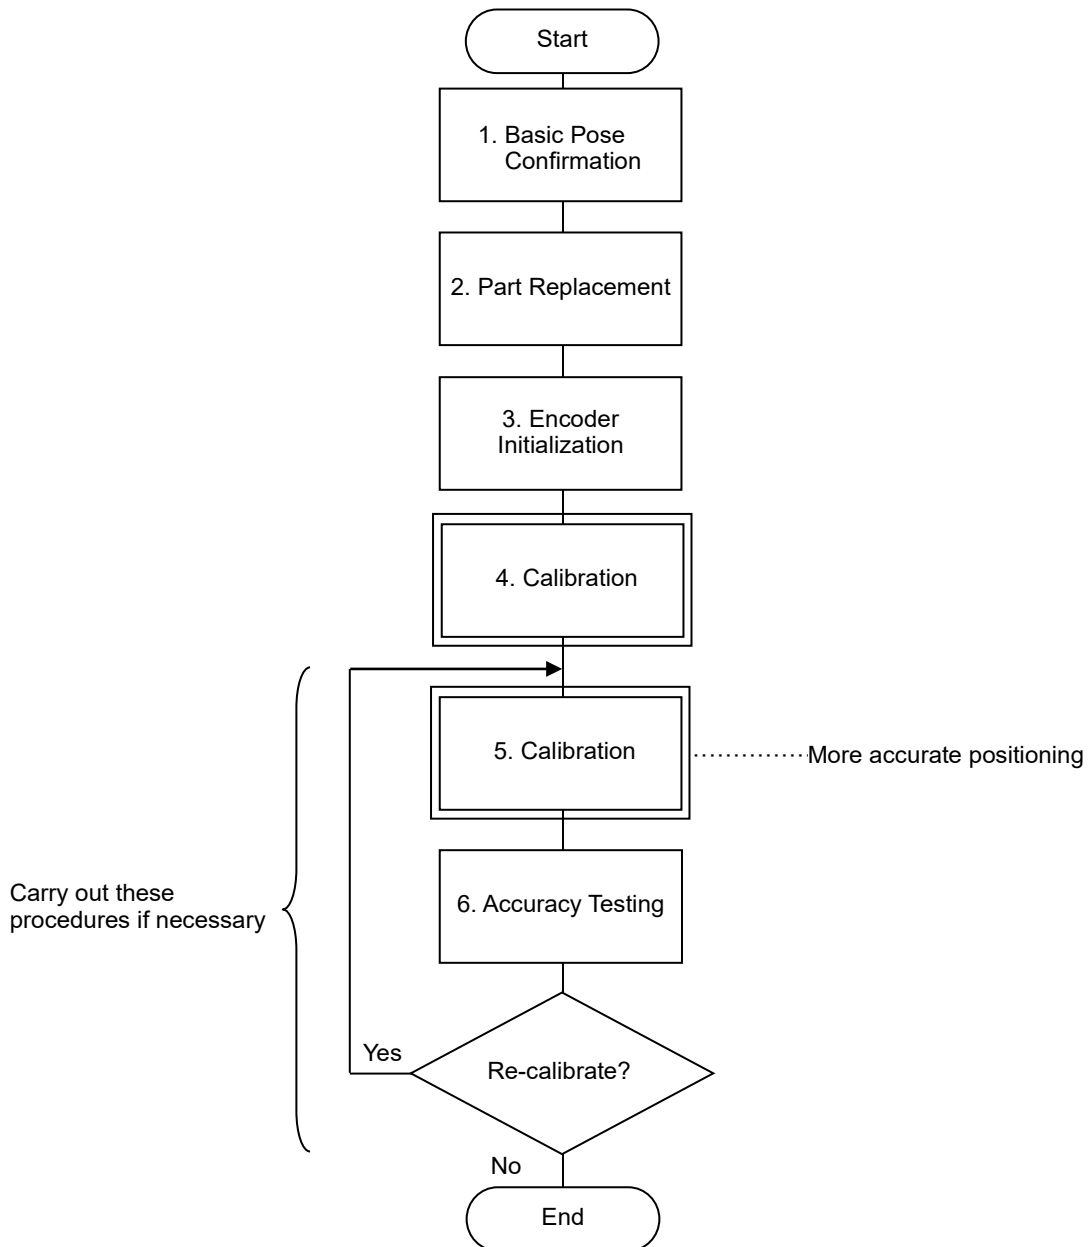 Start
1. Basic Pose
Confirmation
2. Part Replacement
3. Encoder
Initialization
4. Calibration
5. Calibration
More accurate positioning
Carry out these
procedures if necessary
6. Accuracy Testing
Yes
Re-calibrate?
No
End